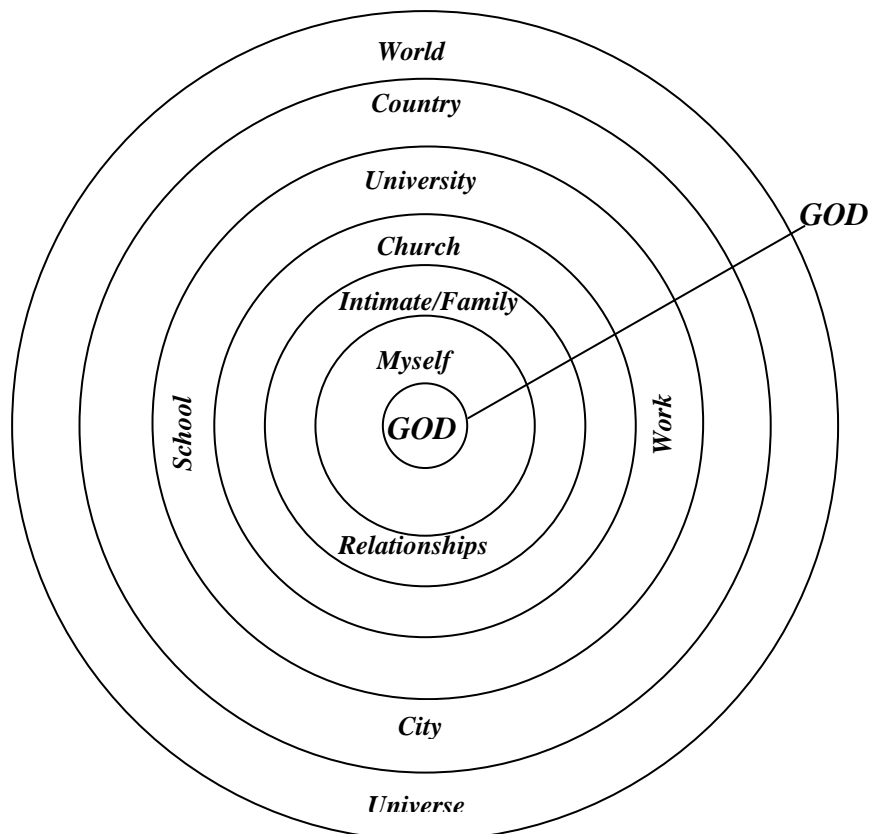 World
Country
University
GOD
Church
Intimate/Family
Myself
School
GOD
Work
Relationships
City
Universe